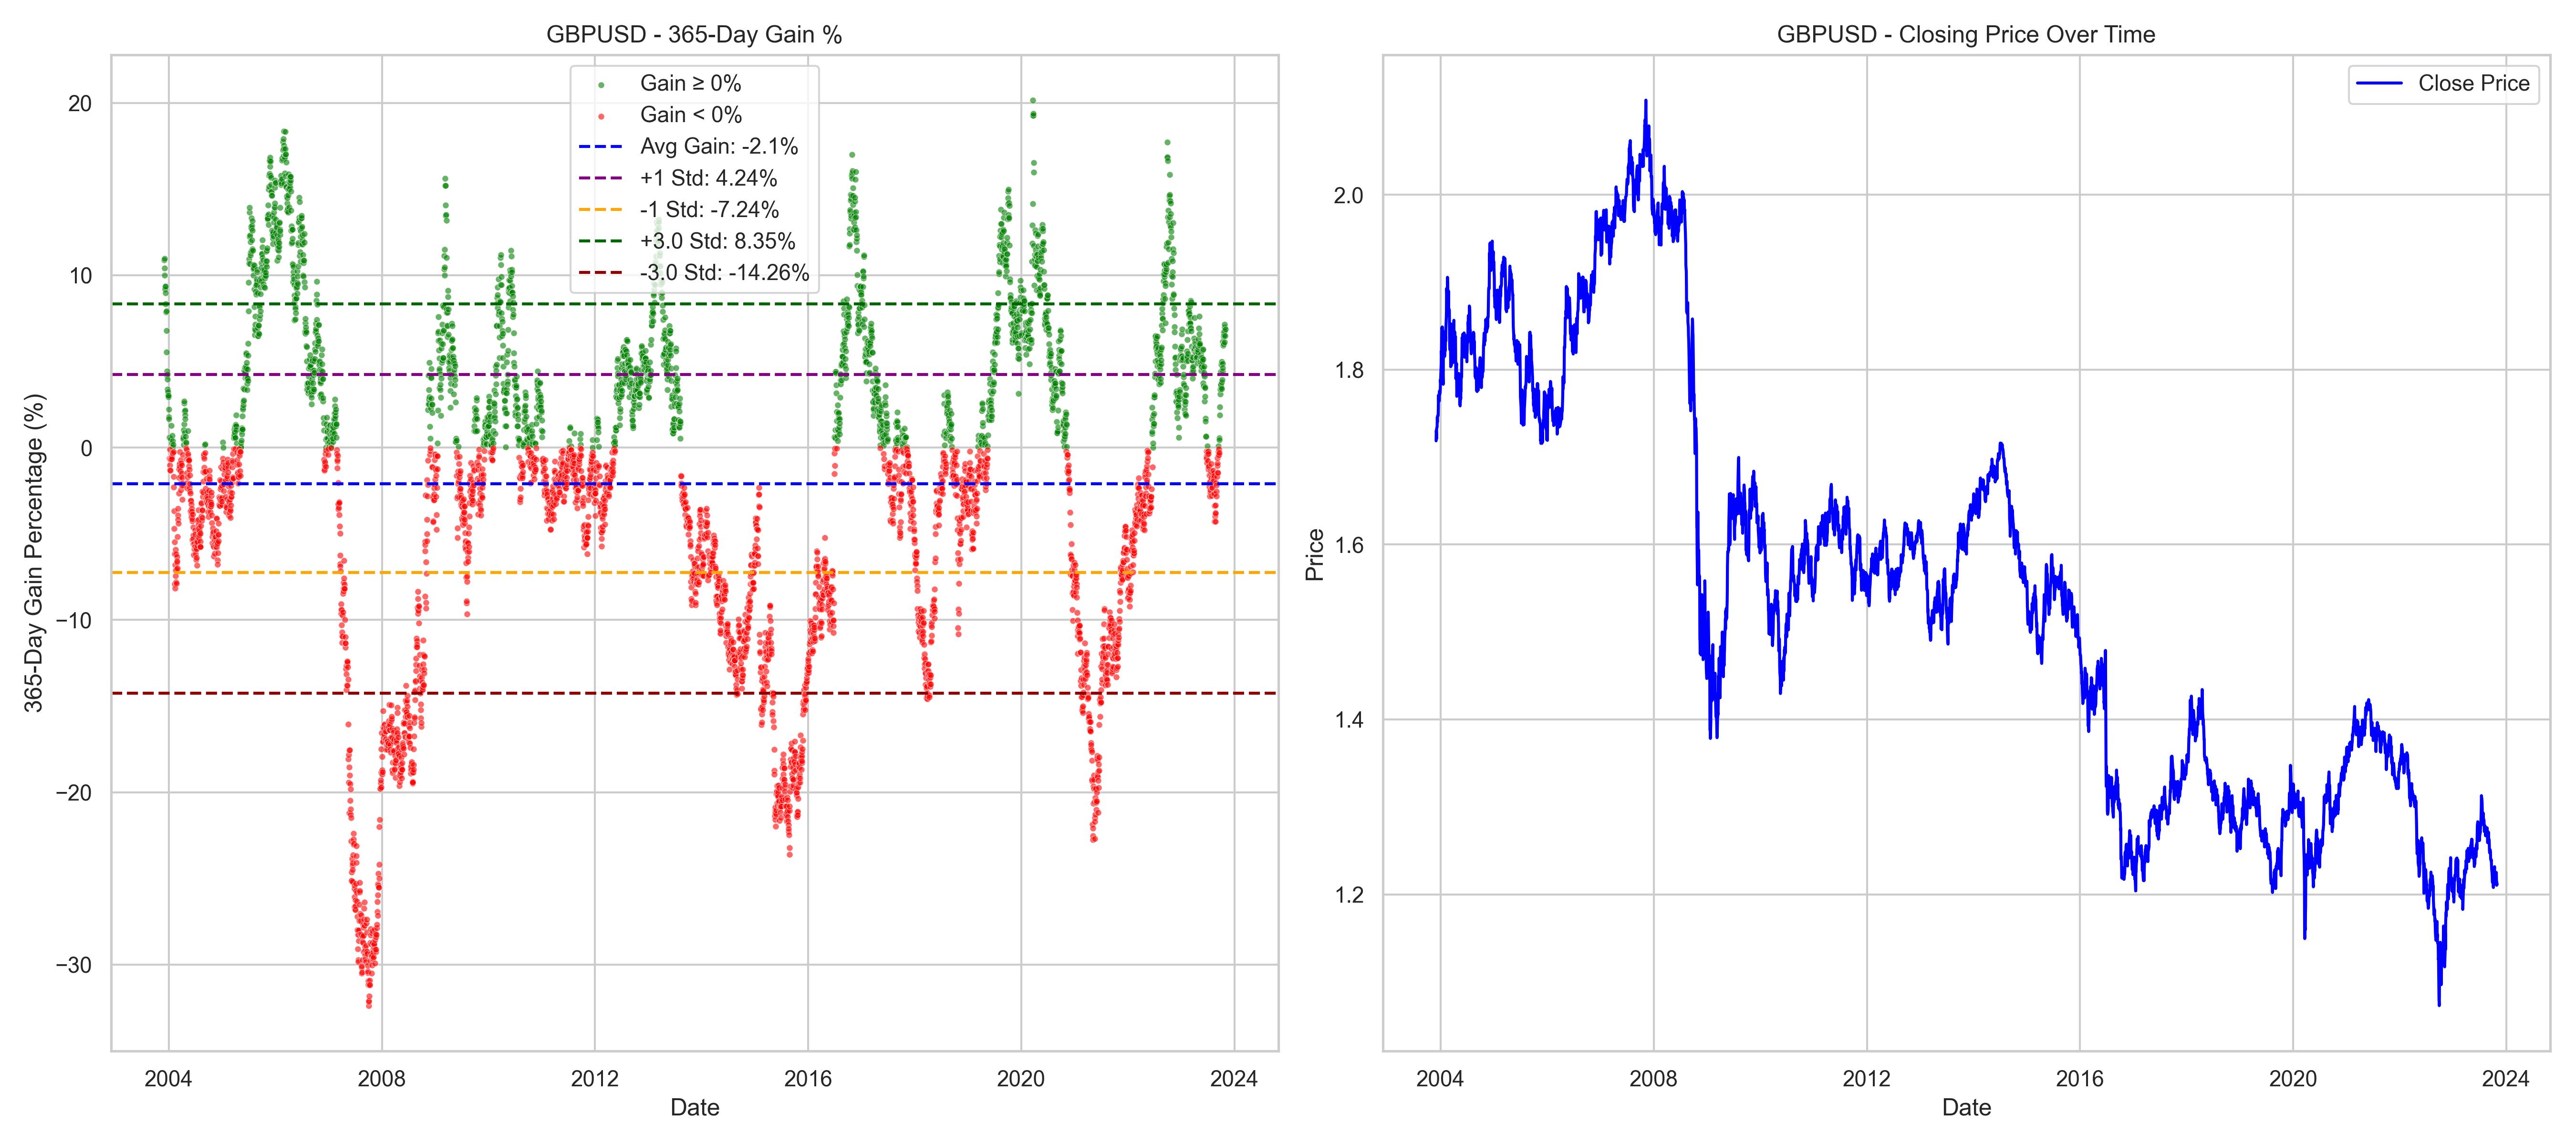 GBPUSD - 365-Day Gain %
Gain ≥ 0%
Gain < 0%
Avg Gain: -2.1%
+1 Std: 4.24%
-1 Std: -7.24%
+3.0 Std: 8.35%
-3.0 Std: -14.26%
365-Day Gain Percentage (%)
20
10
0
−10
−20
−30
2004
2008
2012
2016
2020
2024
Date
GBPUSD - Closing Price Over Time
Close Price
Price
2.0
1.8
1.6
1.4
1.2
2004
2008
2012
2016
2020
2024
Date